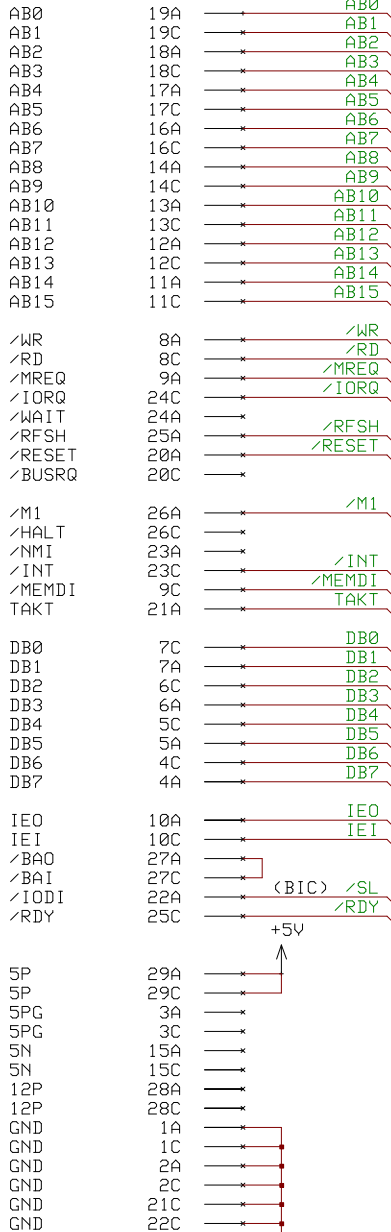 AB0 19A AB0
AB1 19C AB1
AB2 18A AB2
AB3 18C AB3
AB4 17A AB4
AB5 17C AB5
AB6 16A AB6
AB7 16C AB7
AB8 14A AB8
AB9 14C AB9
AB10 13A AB10
AB11 13C AB11
AB12 12A AB12
AB13 12C AB13
AB14 11A AB14
AB15 11C AB15
/WR 8A /WR
/RD 8C /RD
/MREQ 9A /MREQ
/IORQ 24C /IORQ
/WAIT 24A
/RFSH 25A /RFSH
/RESET 20A /RESET
/BUSRQ 20C
/M1 26A /M1
/HALT 26C
/NMI 23A
/INT 23C /INT
/MEMDI 9C /MEMDI
TAKT 21A TAKT
DB0 7C DB0
DB1 7A DB1
DB2 6C DB2
DB3 6A DB3
DB4 5C DB4
DB5 5A DB5
DB6 4C DB6
DB7 4A DB7
IEO 10A IEO
IEI 10C IEI
/BAO 27A
/BAI 27C
/IODI 22A (BIC) /SL
/RDY 25C /RDY
+5V
5P 29A
5P 29C
5PG 3A
5PG 3C
5N 15A
5N 15C
12P 28A
12P 28C
GND 1A
GND 1C
GND 2A
GND 2C
GND 21C
GND 22C